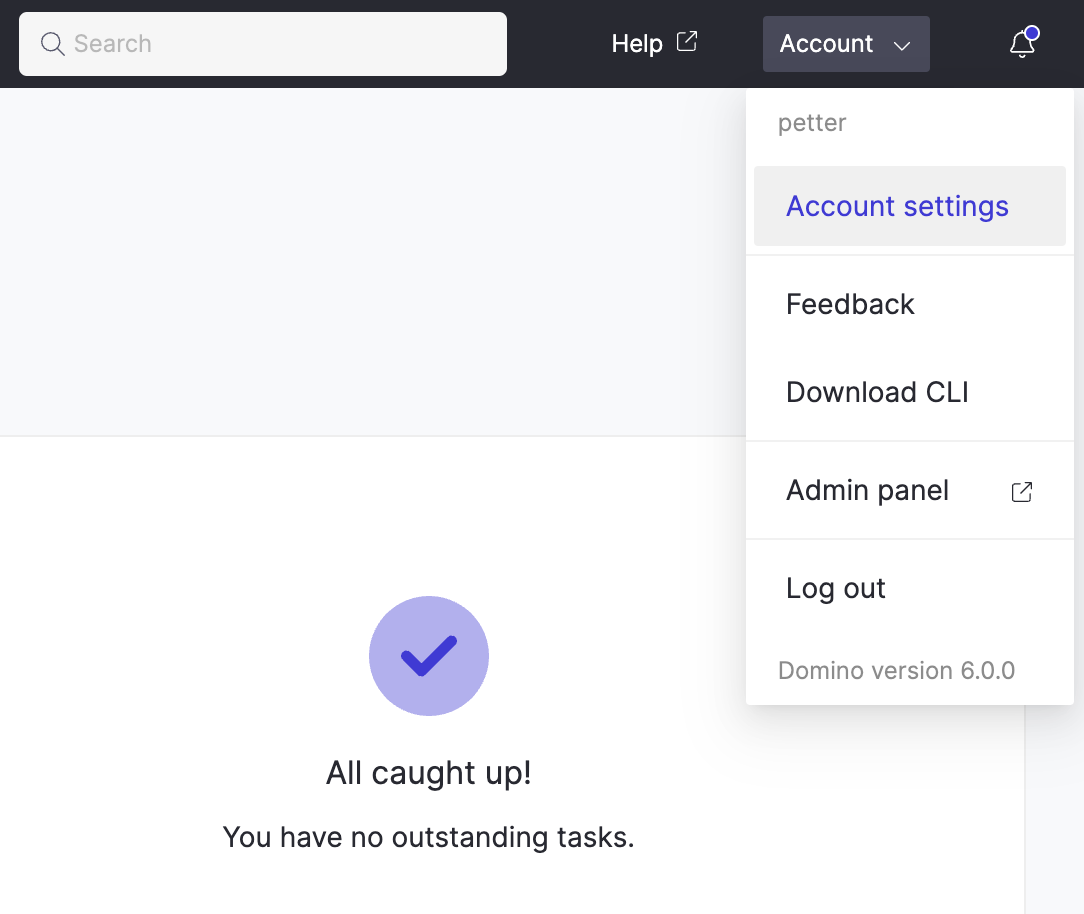 Search
Help
Account
petter
Account settings
Feedback
Download CLI
Admin panel
Log out
Domino version 6.0.0
All caught up!
You have no outstanding tasks.